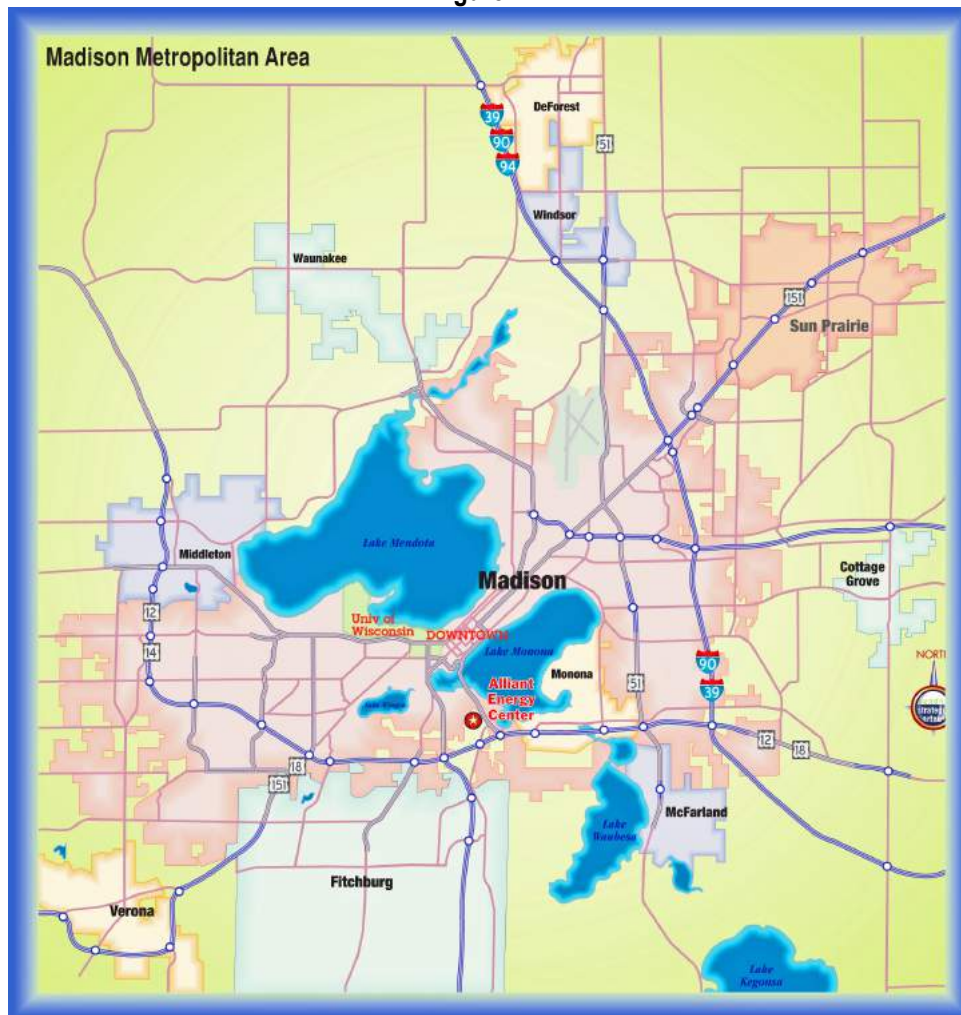 Madison Metropolitan Area
DeForest
39
90
94
51
Windsor
Waunakee
151
Sun Prairie
Lake Mendota
Middleton
Madison
Cottage
Grove
Univ of
Wisconsin
DOWNTOWN
12
14
Lake Monona
Monona
90
39
51
Alliant
Energy
Center
12
18
18
151
McFarland
Lake
Waubesa
Fitchburg
Verona
Lake
Kegonsa